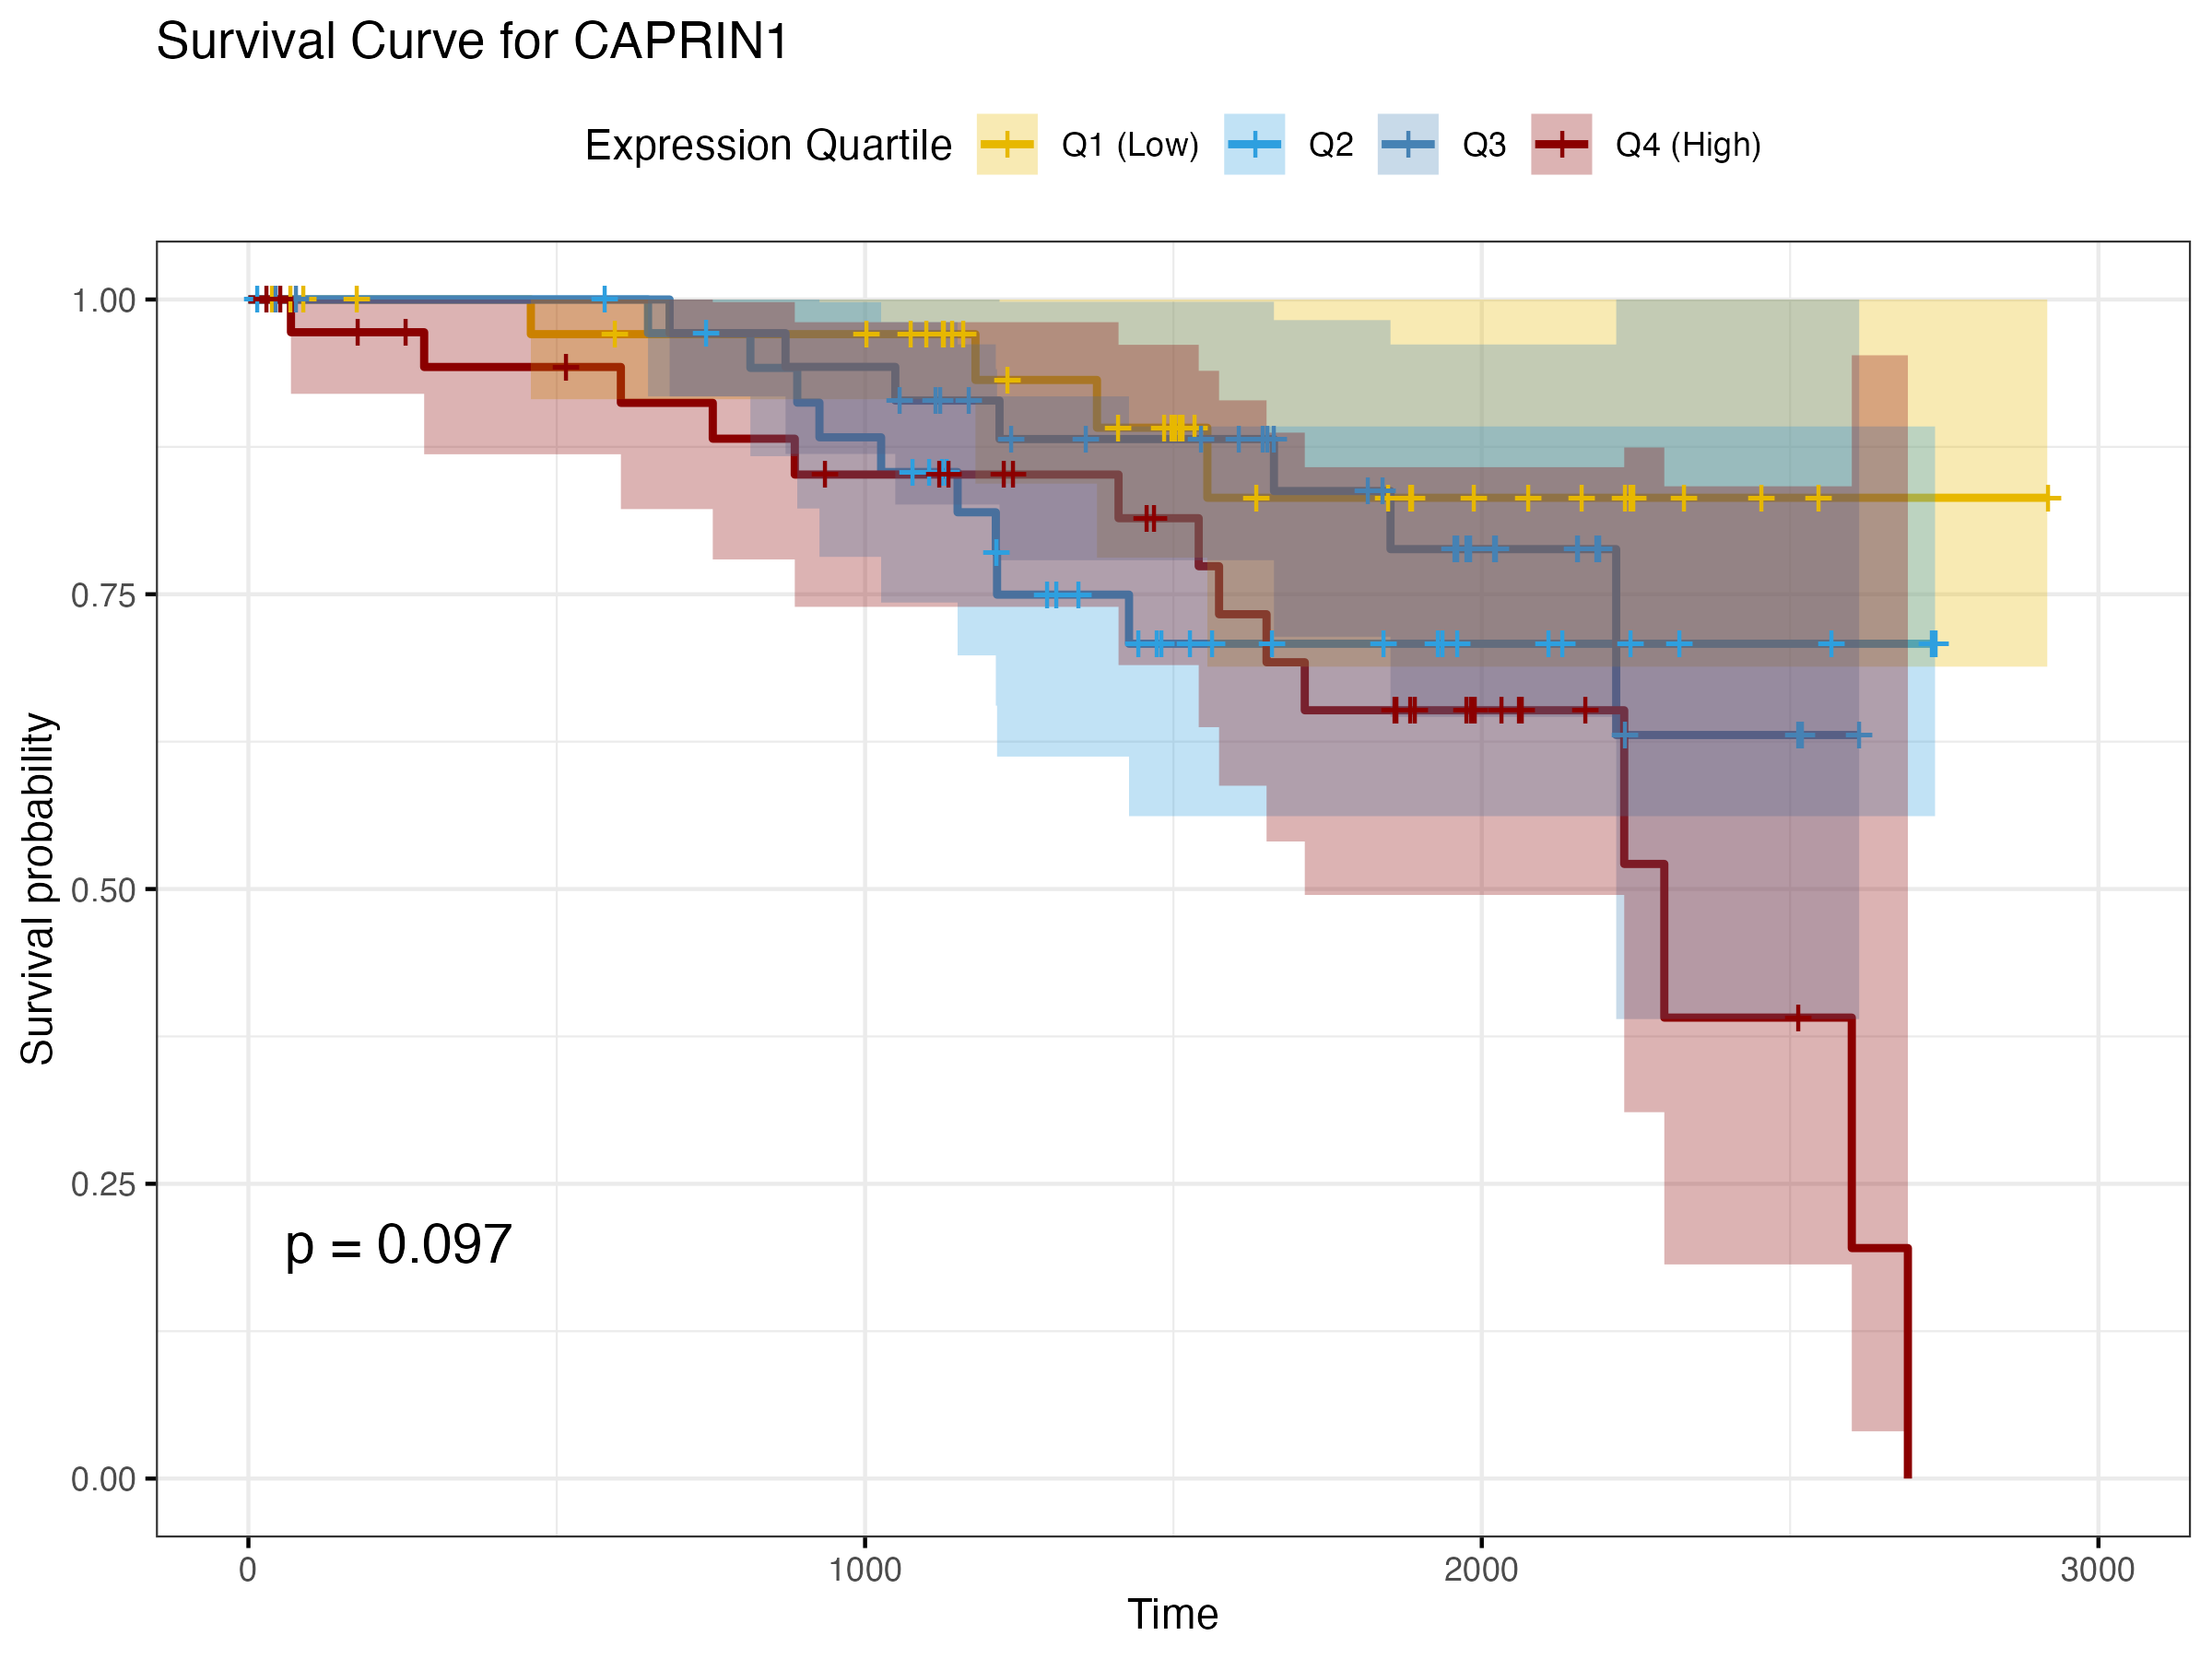 Survival Curve for CAPRIN1
Expression Quartile Q1 (Low) Q2 Q3 Q4 (High)
1.00
0.75
0.50
0.25
0.00
Survival probability
p = 0.097
0 1000 2000 3000
Time